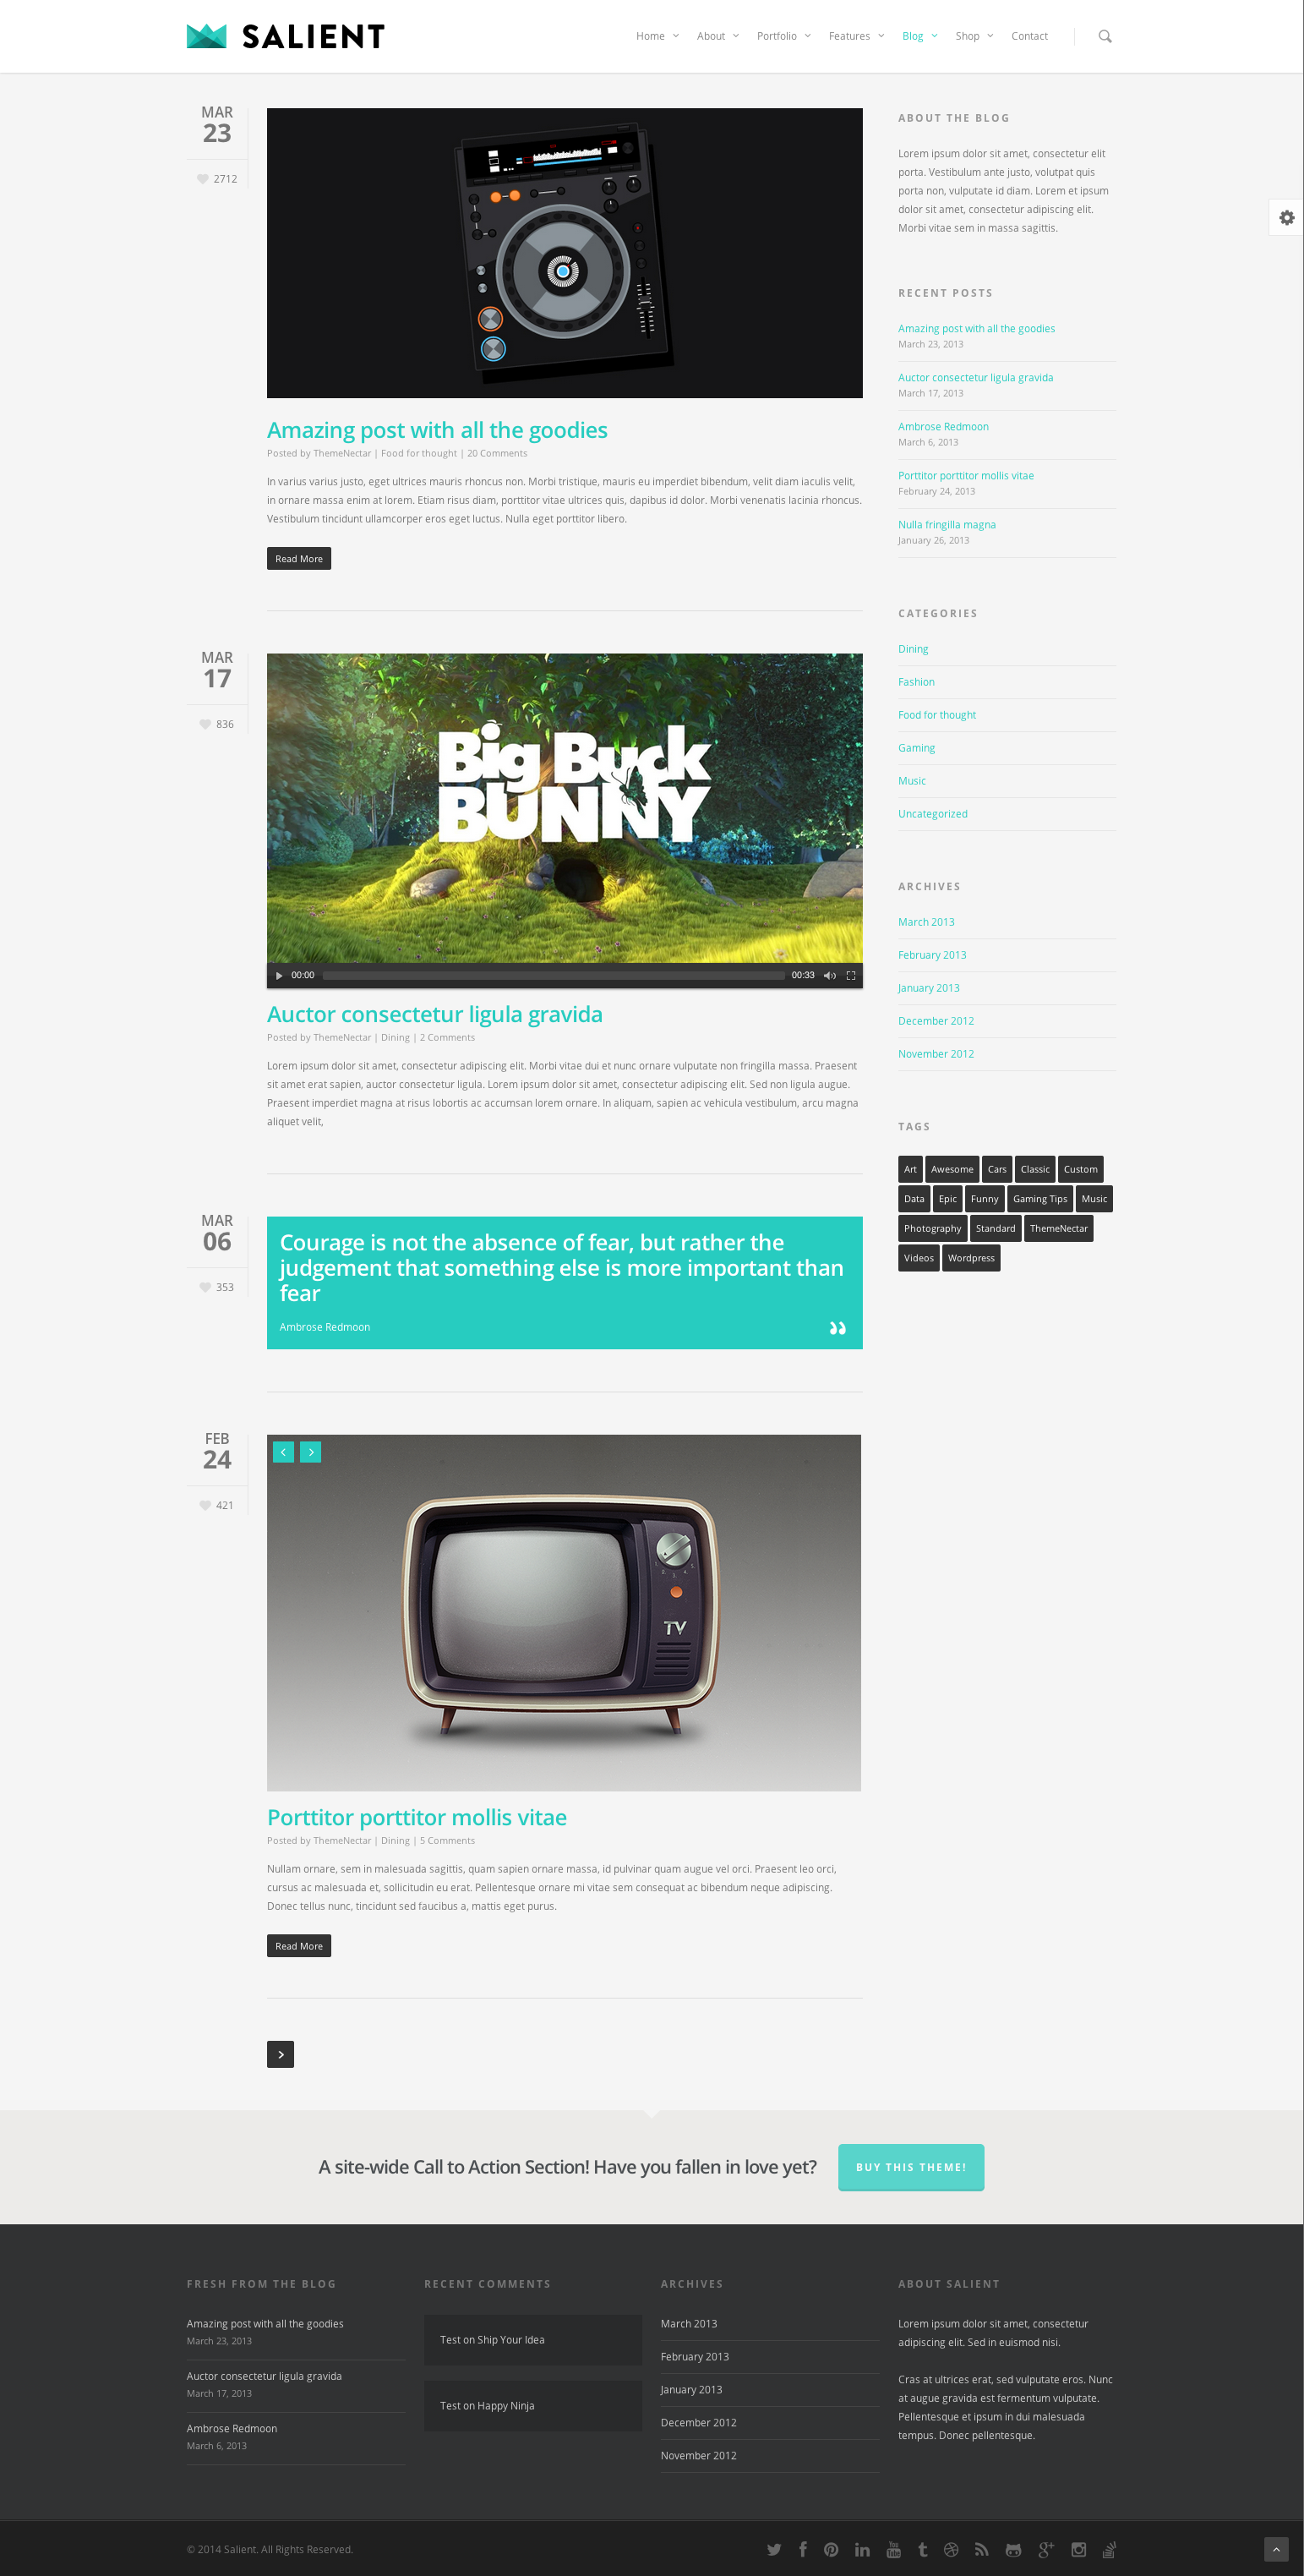 SALIENT
Home About Portfolio Features Blog Shop Contact
MAR
23
2712
Amazing post with all the goodies
Posted by ThemeNectar | Food for thought | 20 Comments
In varius varius justo, eget ultrices mauris rhoncus non. Morbi tristique, mauris eu imperdiet bibendum, velit diam iaculis velit,
in ornare massa enim at lorem. Etiam risus diam, porttitor vitae ultrices quis, dapibus id dolor. Morbi venenatis lacinia rhoncus.
Vestibulum tincidunt ullamcorper eros eget luctus. Nulla eget porttitor libero.
Read More
MAR
17
836
Big Buck
BUNNY
00:00 00:33
Auctor consectetur ligula gravida
Posted by ThemeNectar | Dining | 2 Comments
Lorem ipsum dolor sit amet, consectetur adipiscing elit. Morbi vitae dui et nunc ornare vulputate non fringilla massa. Praesent
sit amet erat sapien, auctor consectetur ligula. Lorem ipsum dolor sit amet, consectetur adipiscing elit. Sed non ligula augue.
Praesent imperdiet magna at risus lobortis ac accumsan lorem ornare. In aliquam, sapien ac vehicula vestibulum, arcu magna
aliquet velit,
MAR
06
353
Courage is not the absence of fear, but rather the
judgement that something else is more important than
fear
Ambrose Redmoon
FEB
24
421
TV
Porttitor porttitor mollis vitae
Posted by ThemeNectar | Dining | 5 Comments
Nullam ornare, sem in malesuada sagittis, quam sapien ornare massa, id pulvinar quam augue vel orci. Praesent leo orci,
cursus ac malesuada et, sollicitudin eu erat. Pellentesque ornare mi vitae sem consequat ac bibendum neque adipiscing.
Donec tellus nunc, tincidunt sed faucibus a, mattis eget purus.
Read More
ABOUT THE BLOG
Lorem ipsum dolor sit amet, consectetur elit
porta. Vestibulum ante justo, volutpat quis
porta non, vulputate id diam. Lorem et ipsum
dolor sit amet, consectetur adipiscing elit.
Morbi vitae sem in massa sagittis.
RECENT POSTS
Amazing post with all the goodies
March 23, 2013
Auctor consectetur ligula gravida
March 17, 2013
Ambrose Redmoon
March 6, 2013
Porttitor porttitor mollis vitae
February 24, 2013
Nulla fringilla magna
January 26, 2013
CATEGORIES
Dining
Fashion
Food for thought
Gaming
Music
Uncategorized
ARCHIVES
March 2013
February 2013
January 2013
December 2012
November 2012
TAGS
Art Awesome Cars Classic Custom
Data Epic Funny Gaming Tips Music
Photography Standard ThemeNectar
Videos Wordpress
A site-wide Call to Action Section! Have you fallen in love yet?
BUY THIS THEME!
FRESH FROM THE BLOG
Amazing post with all the goodies
March 23, 2013
Auctor consectetur ligula gravida
March 17, 2013
Ambrose Redmoon
March 6, 2013
RECENT COMMENTS
Test on Ship Your Idea
Test on Happy Ninja
ARCHIVES
March 2013
February 2013
January 2013
December 2012
November 2012
ABOUT SALIENT
Lorem ipsum dolor sit amet, consectetur
adipiscing elit. Sed in euismod nisi.
Cras at ultrices erat, sed vulputate eros. Nunc
at augue gravida est fermentum vulputate.
Pellentesque et ipsum in dui malesuada
tempus. Donec pellentesque.
© 2014 Salient. All Rights Reserved.